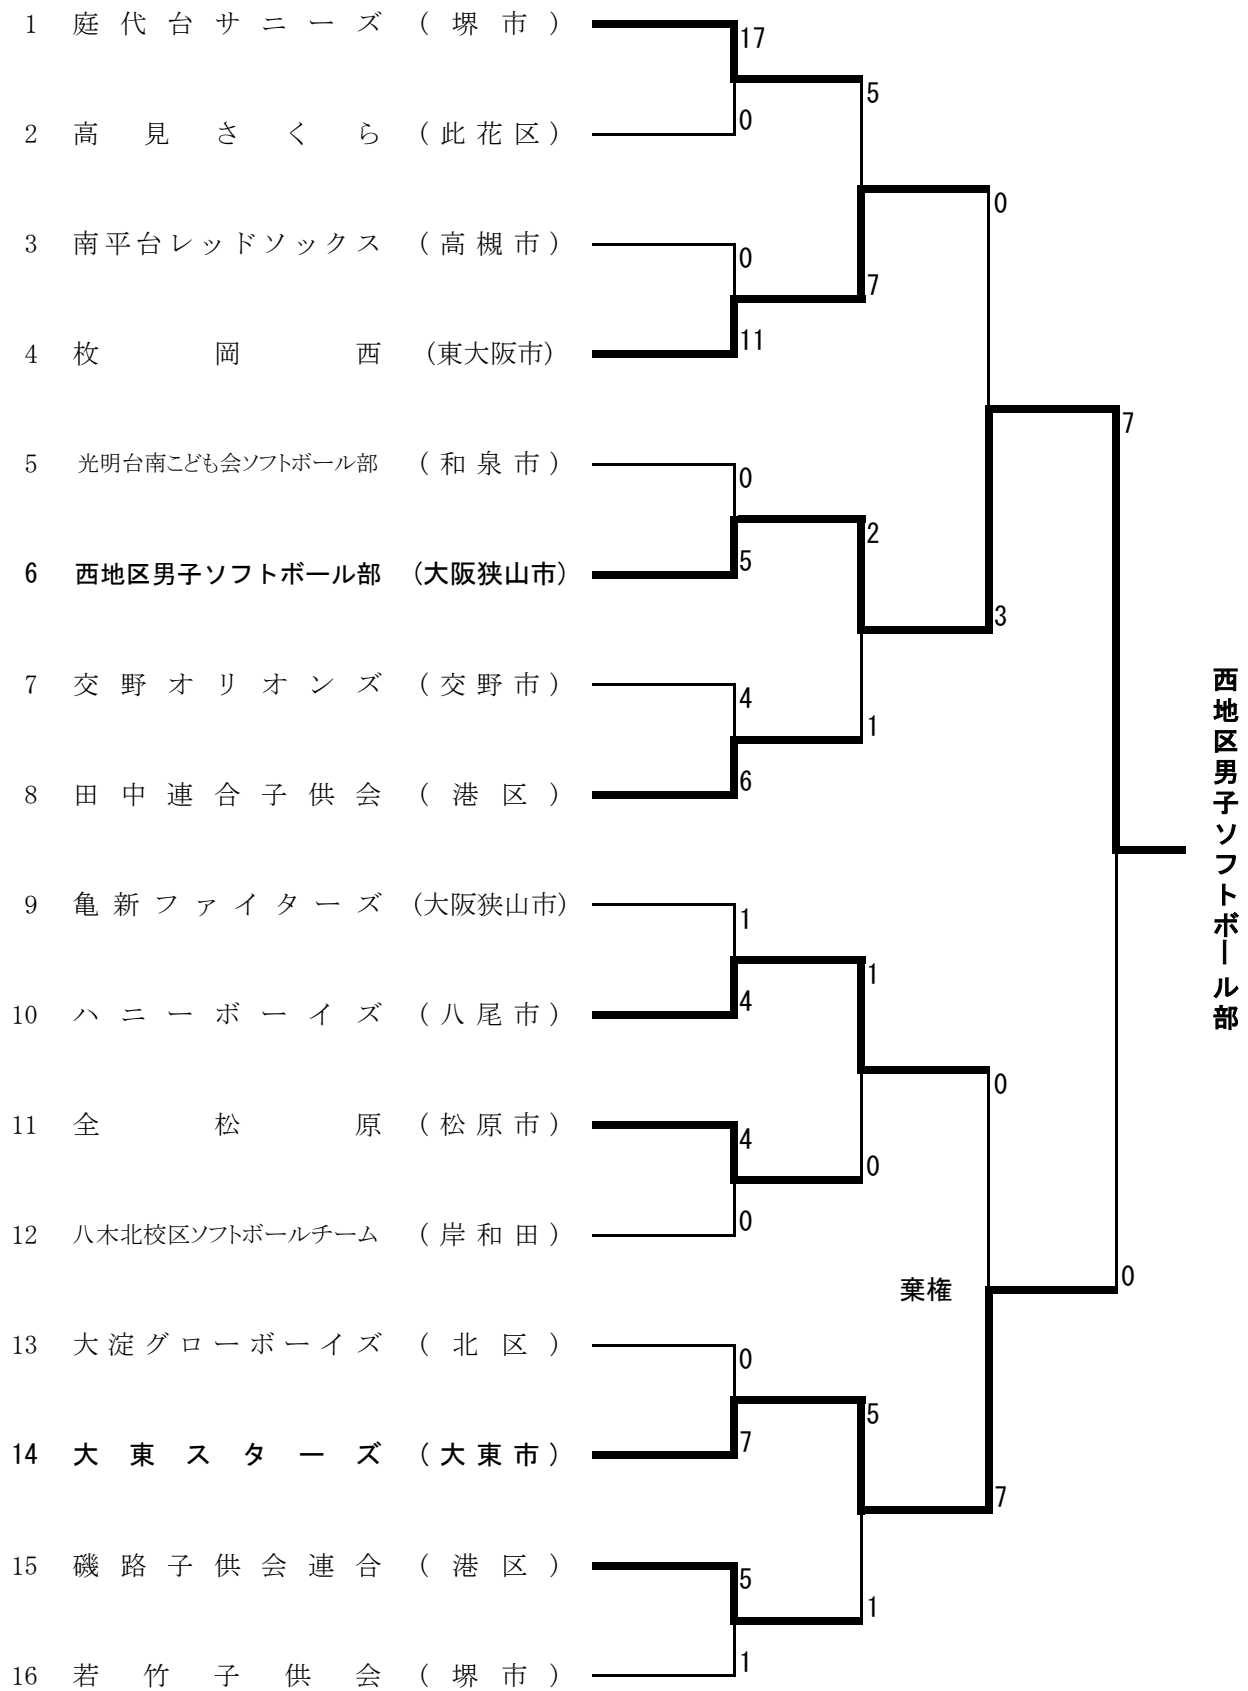 1 庭代台サニーズ (堺市)
17
5
2 高見さくら (此花区)
0
0
3 南平台レッドソックス (高槻市)
0
7
4 枚岡西 (東大阪市)
11
7
5 光明台南こども会ソフトボール部 (和泉市)
0
2
6 西地区男子ソフトボール部 (大阪狭山市)
5
3
7 交野オリオンズ (交野市)
4
1
8 田中連合子供会 (港区)
6
西地区男子ソフトボール部
9 亀新ファイターズ (大阪狭山市)
1
1
10 ハニーボーイズ (八尾市)
4
0
11 全松原 (松原市)
4
0
12 八木北校区ソフトボールチーム (岸和田)
0
棄権
0
13 大淀グローボーイズ (北区)
0
5
14 大東スターズ (大東市)
7
7
15 磯路子供会連合 (港区)
5
1
16 若竹子供会 (堺市)
1